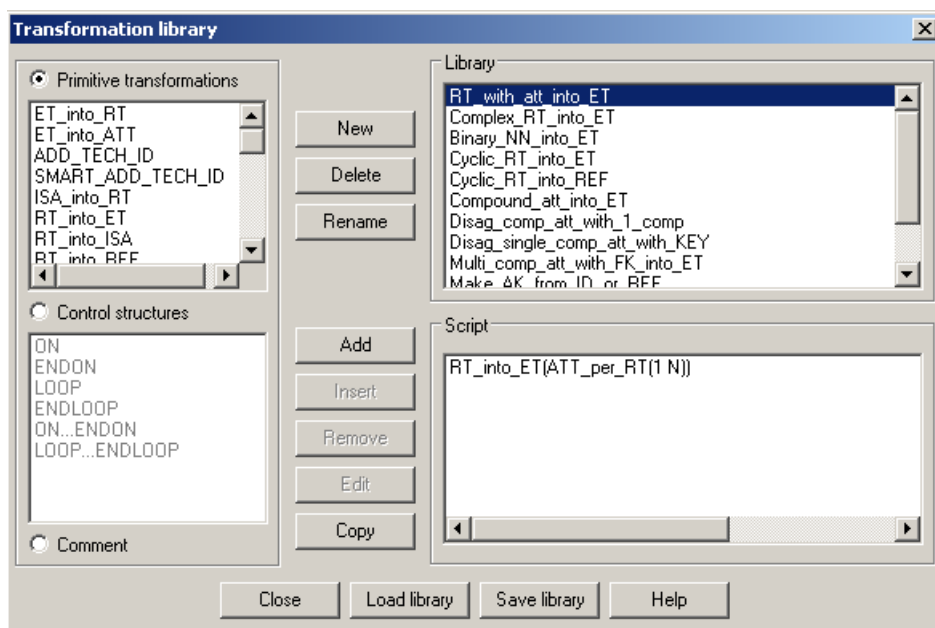 Transformation library
Primitive transformations
ET_into_RT
ET_into_ATT
ADD_TECH_ID
SMART_ADD_TECH_ID
ISA_into_RT
RT_into_ET
RT_into_ISA
RT_into_REF
Control structures
ON
ENDON
LOOP
ENDLOOP
ON...ENDON
LOOP...ENDLOOP
Comment
New
Delete
Rename
Add
Insert
Remove
Edit
Copy
Library
RT_with_att_into_ET
Complex_RT_into_ET
Binary_NN_into_ET
Cyclic_RT_into_ET
Cyclic_RT_into_REF
Compound_att_into_ET
Disag_comp_att_with_1_comp
Disag_single_comp_att_with_KEY
Multi_comp_att_with_FK_into_ET
Make_AK_from_ID_or_REF
Script
RT_into_ET(ATT_per_RT(1 N))
Close
Load library
Save library
Help